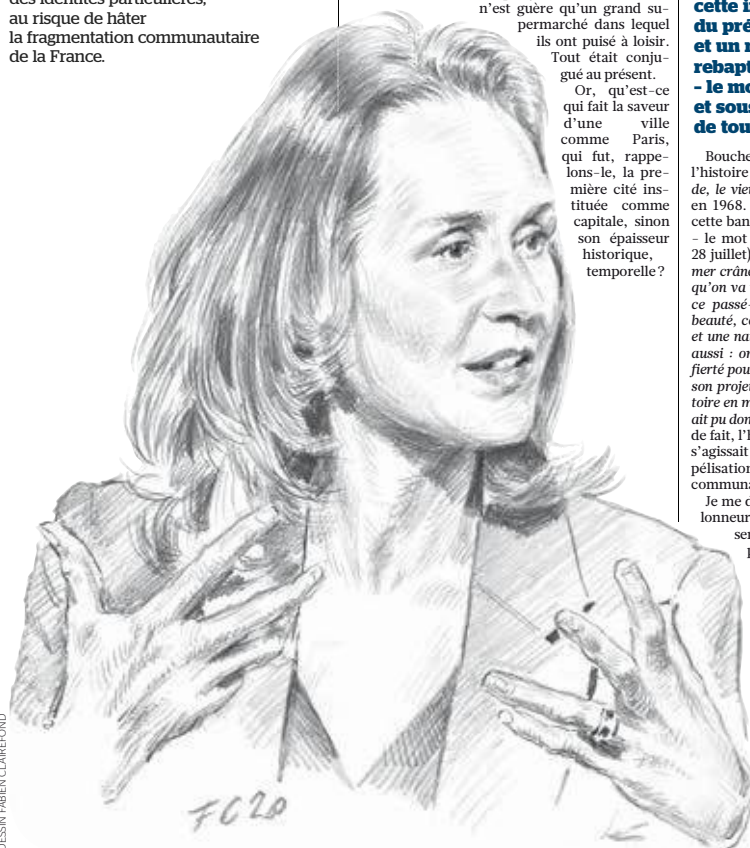 des identités particulières,
au risque de hâter
la fragmentation communautaire
de la France.
n'est guère qu'un grand su-
permarché dans lequel
ils ont puisé à loisir.
Tout était conju-
gué au présent.
Or, qu'est-ce
qui fait la saveur
d'une ville
comme Paris,
qui fut, rappe-
lons-le, la pre-
mière cité ins-
tituée comme
capitale, sinon
son épaisseur
historique,
temporelle ?
cette i
du pré
et un
rebapt
- le mo
et sous
de tou
Bouche
l'histoire
de, le vieu
en 1968.
cette ban
- le mot
28 juillet)
mer crâne
qu'on va
ce passé-
beauté, c
et une na
aussi : on
fierté pou
son projet
toire en m
ait pu don
de fait, l'h
s'agissait
pélisation
communa
Je me d
lonneur
ser
DESSIN FABIEN CLAIREFOND
FC20